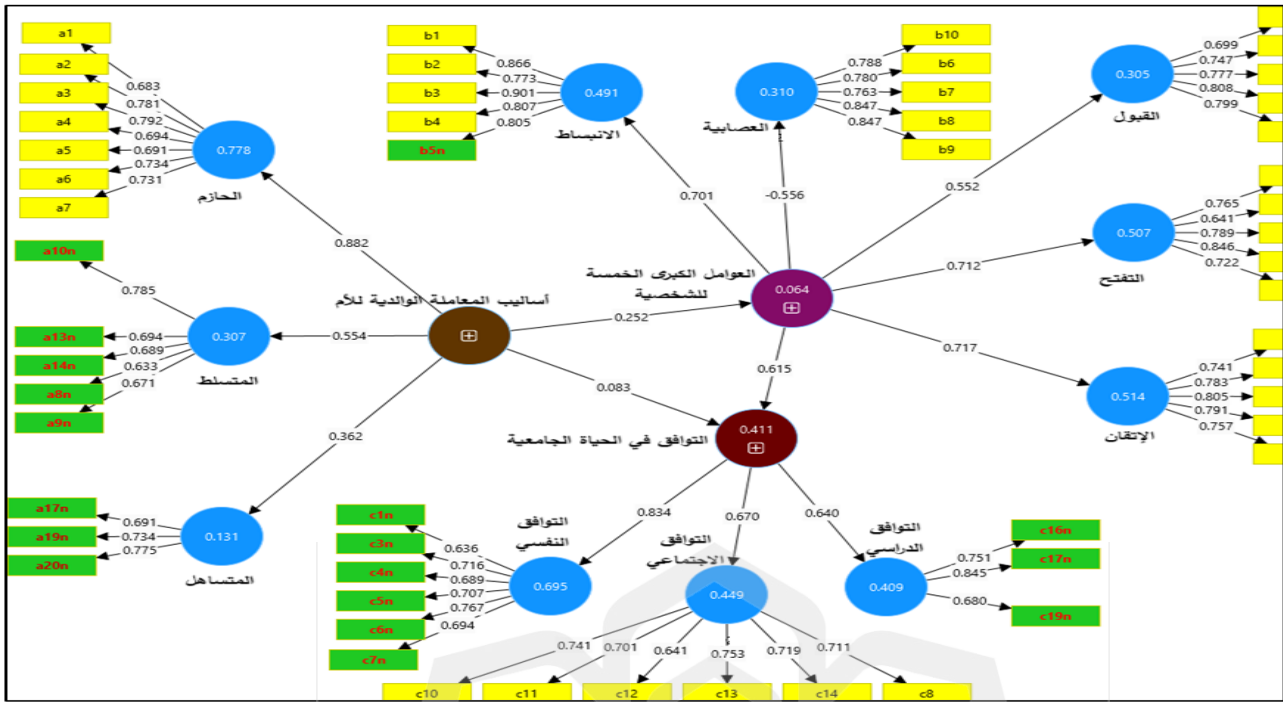 a1
a2
a3
a4
a5
a6
a7
0.683
0.781
0.792
0.694
0.691
0.734
0.731
0.778
الحازم
b1
b2
b3
b4
b5n
0.866
0.773
0.901
0.807
0.805
0.491
الانبساط
0.310
العصابية
0.788
0.780
0.763
0.847
0.847
b10
b6
b7
b8
b9
0.305
القبول
0.699
0.747
0.777
0.808
0.799
0.882
0.701
-0.556
0.552
a10n
a13n
a14n
a8n
a9n
0.785
0.694
0.689
0.633
0.671
0.307
المتسلط
0.554
أساليب المعاملة الوالدية للأم
0.252
العوامل الكبرى الخمسة
للشخصية
0.064
0.712
0.507
التفتح
0.765
0.641
0.789
0.846
0.722
0.717
0.514
الإتقان
0.741
0.783
0.805
0.791
0.757
0.083
0.615
0.362
0.411
التوافق في الحياة الجامعية
a17n
a19n
a20n
0.691
0.734
0.775
0.131
المتساهل
0.834
0.670
0.640
c1n
c3n
c4n
c5n
c6n
c7n
0.636
0.716
0.689
0.707
0.767
0.694
التوافق
النفسي
0.695
التوافق
الاجتماعي
0.449
التوافق
الدراسي
0.409
0.751
0.845
0.680
c16n
c17n
c19n
0.741
0.701
0.641
0.753
0.719
0.711
c10
c11
c12
c13
c14
c8